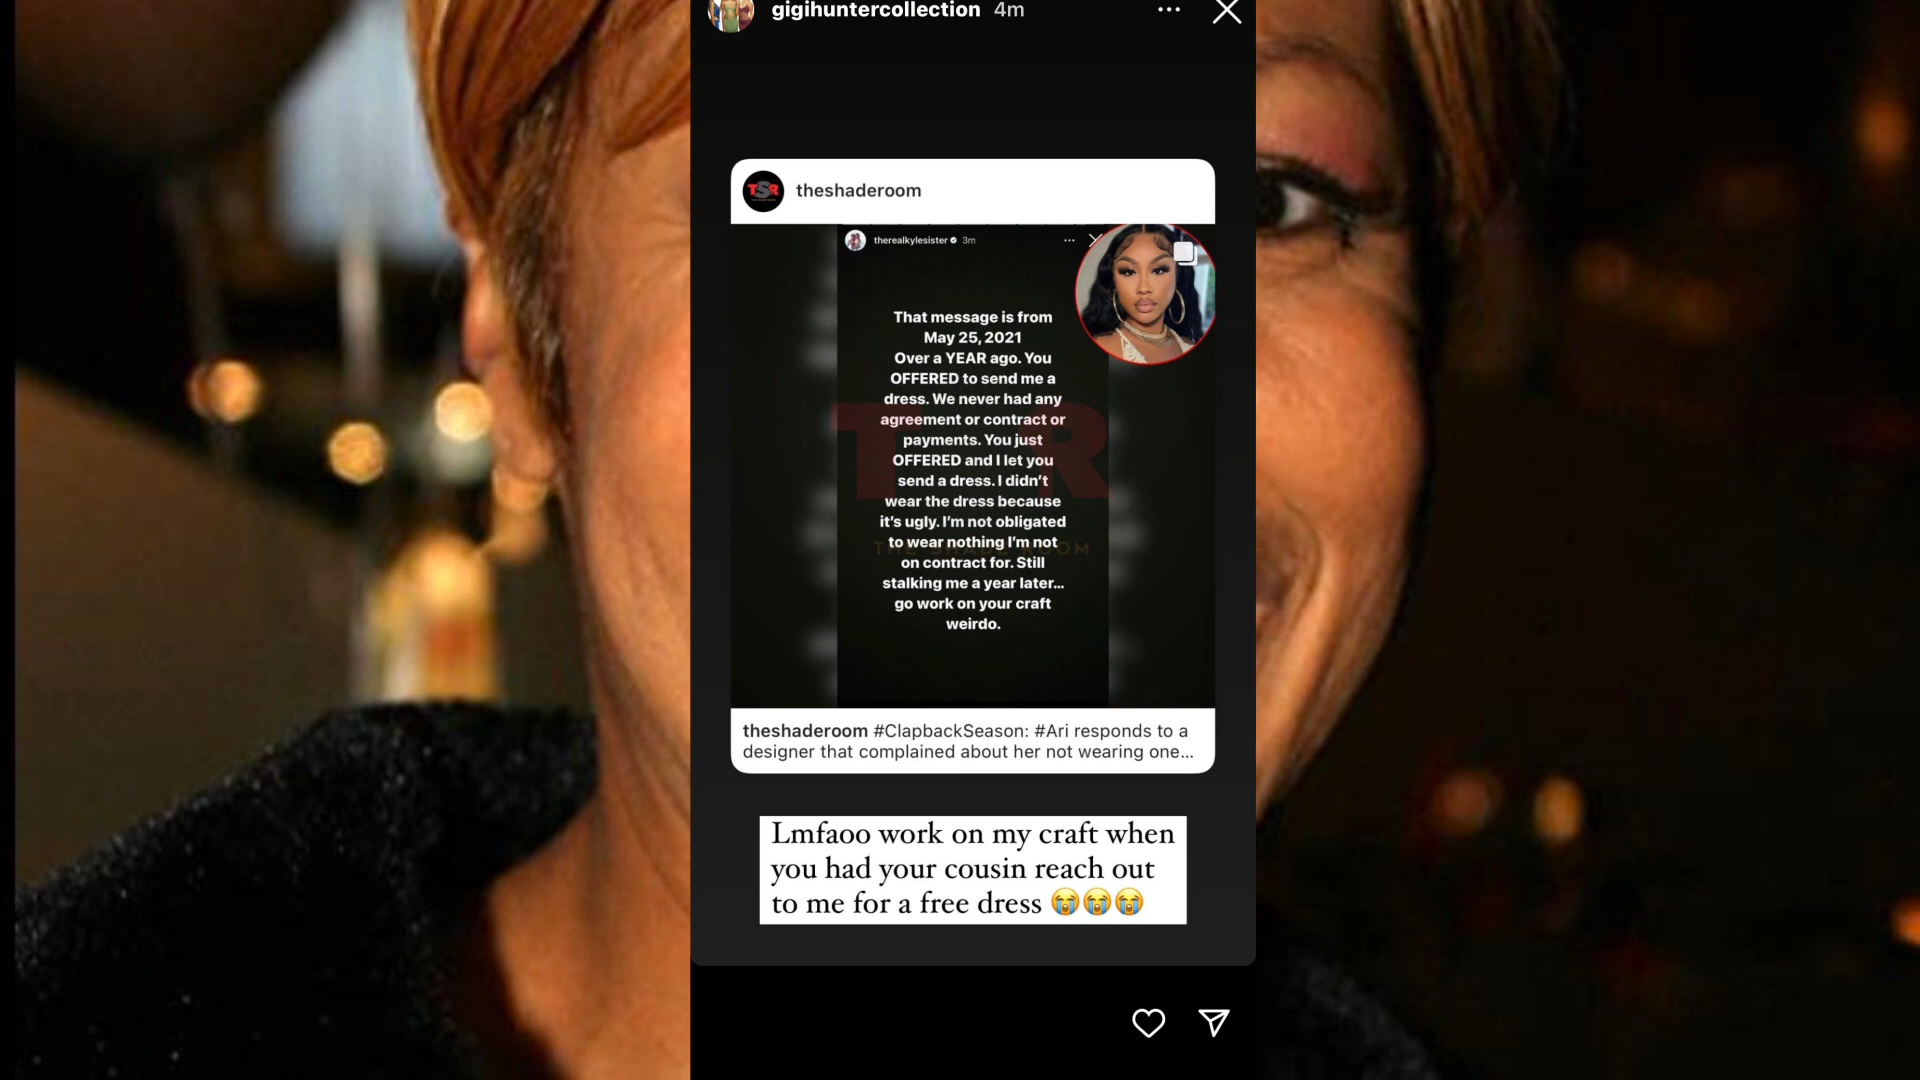 gigihuntercollection 4m
TSR
theshaderoom
therealkylesister 3m
That message is from
May 25, 2021
Over a YEAR ago. You
OFFERED to send me a
dress. We never had any
agreement or contract or
payments. You just
OFFERED and I let you
send a dress. I didn't
wear the dress because
it's ugly. I'm not obligated
to wear nothing I'm not
on contract for. Still
stalking me a year later...
go work on your craft
weirdo.
TSR
THE SHADE ROOM
theshaderoom #ClapbackSeason: #Ari responds to a
designer that complained about her not wearing one...
Lmfaoo work on my craft when
you had your cousin reach out
to me for a free dress 😭😭😭